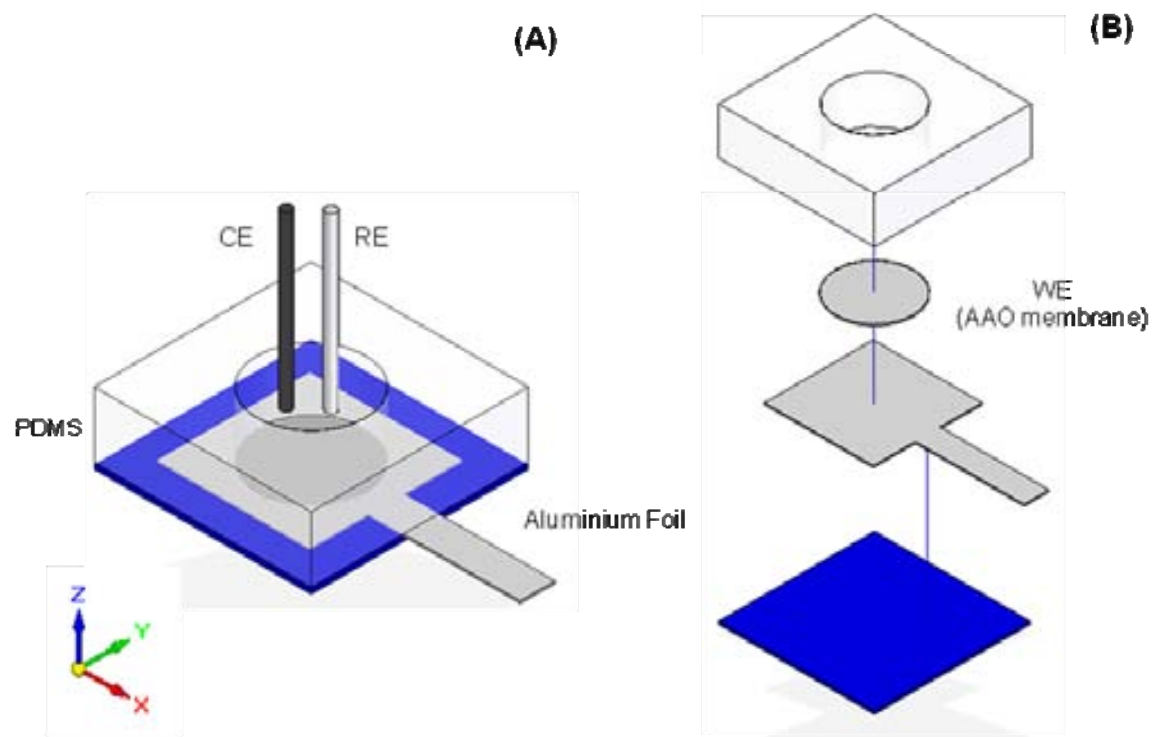 (A)
(B)
CE
RE
WE
(AAO membrane)
PDMS
Aluminium Foil
Z
Y
X